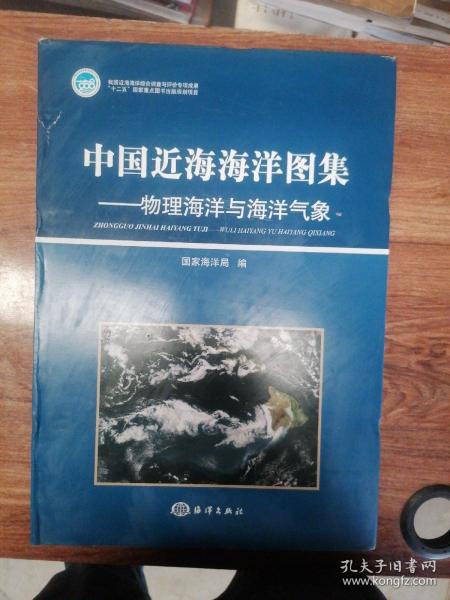 我国近海海洋综合调查与评价专项成果
"十二五"国家重点图书出版规划项目
中国近海海洋图集
——物理海洋与海洋气象
ZHONGGUO JINHAI HAIYANG TUJI——WULI HAIYANG YU HAIYANG QIXIANG
国家海洋局 编
海洋出版社
孔夫子旧书网
www.kongfz.com